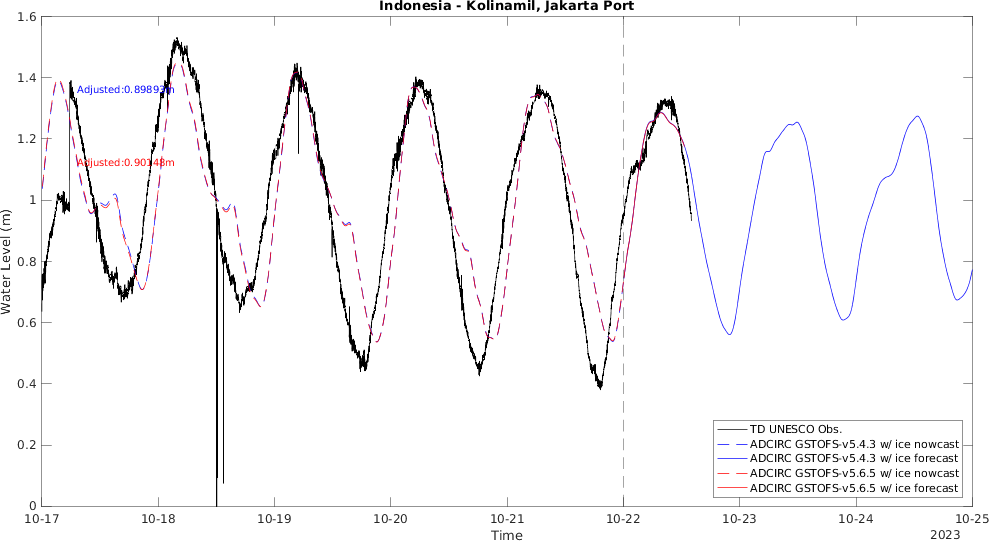 Indonesia - Kolinamil, Jakarta Port
1.6
1.4
1.2
1
0.8
0.6
0.4
0.2
0
Water Level (m)
Adjusted:0.89893m
Adjusted:0.90148m
TD UNESCO Obs.
ADCIRC GSTOFS-v5.4.3 w/ ice nowcast
ADCIRC GSTOFS-v5.4.3 w/ ice forecast
ADCIRC GSTOFS-v5.6.5 w/ ice nowcast
ADCIRC GSTOFS-v5.6.5 w/ ice forecast
10-17 10-18 10-19 10-20 10-21 10-22 10-23 10-24 10-25
Time
2023